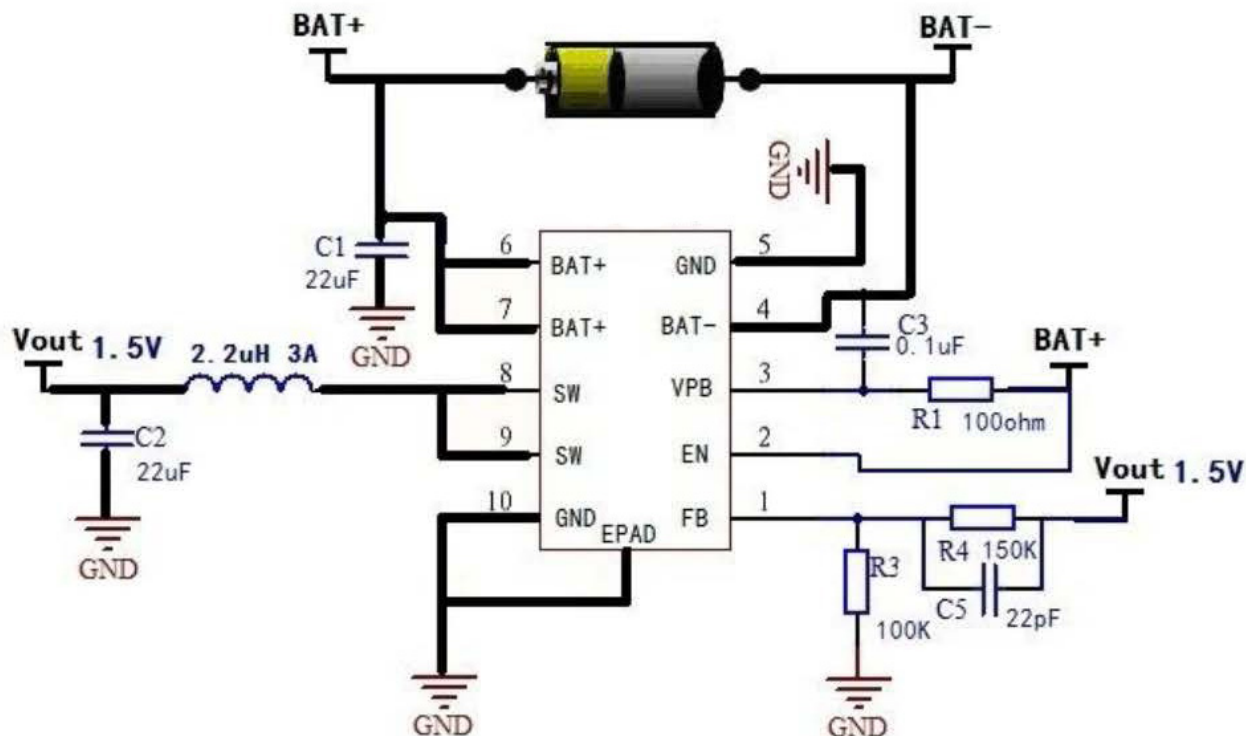 BAT+
BAT-
GND
C1
22uF
GND
6
BAT+
7
BAT+
5
GND
4
BAT-
C3
0.1uF
BAT+
Vout 1.5V
2.2uH 3A
8
SW
3
VPB
R1 100ohm
C2
22uF
9
SW
2
EN
Vout 1.5V
10
GND
1
FB
EPAD
R4 150K
R3
100K
C5 22pF
GND
GND
GND